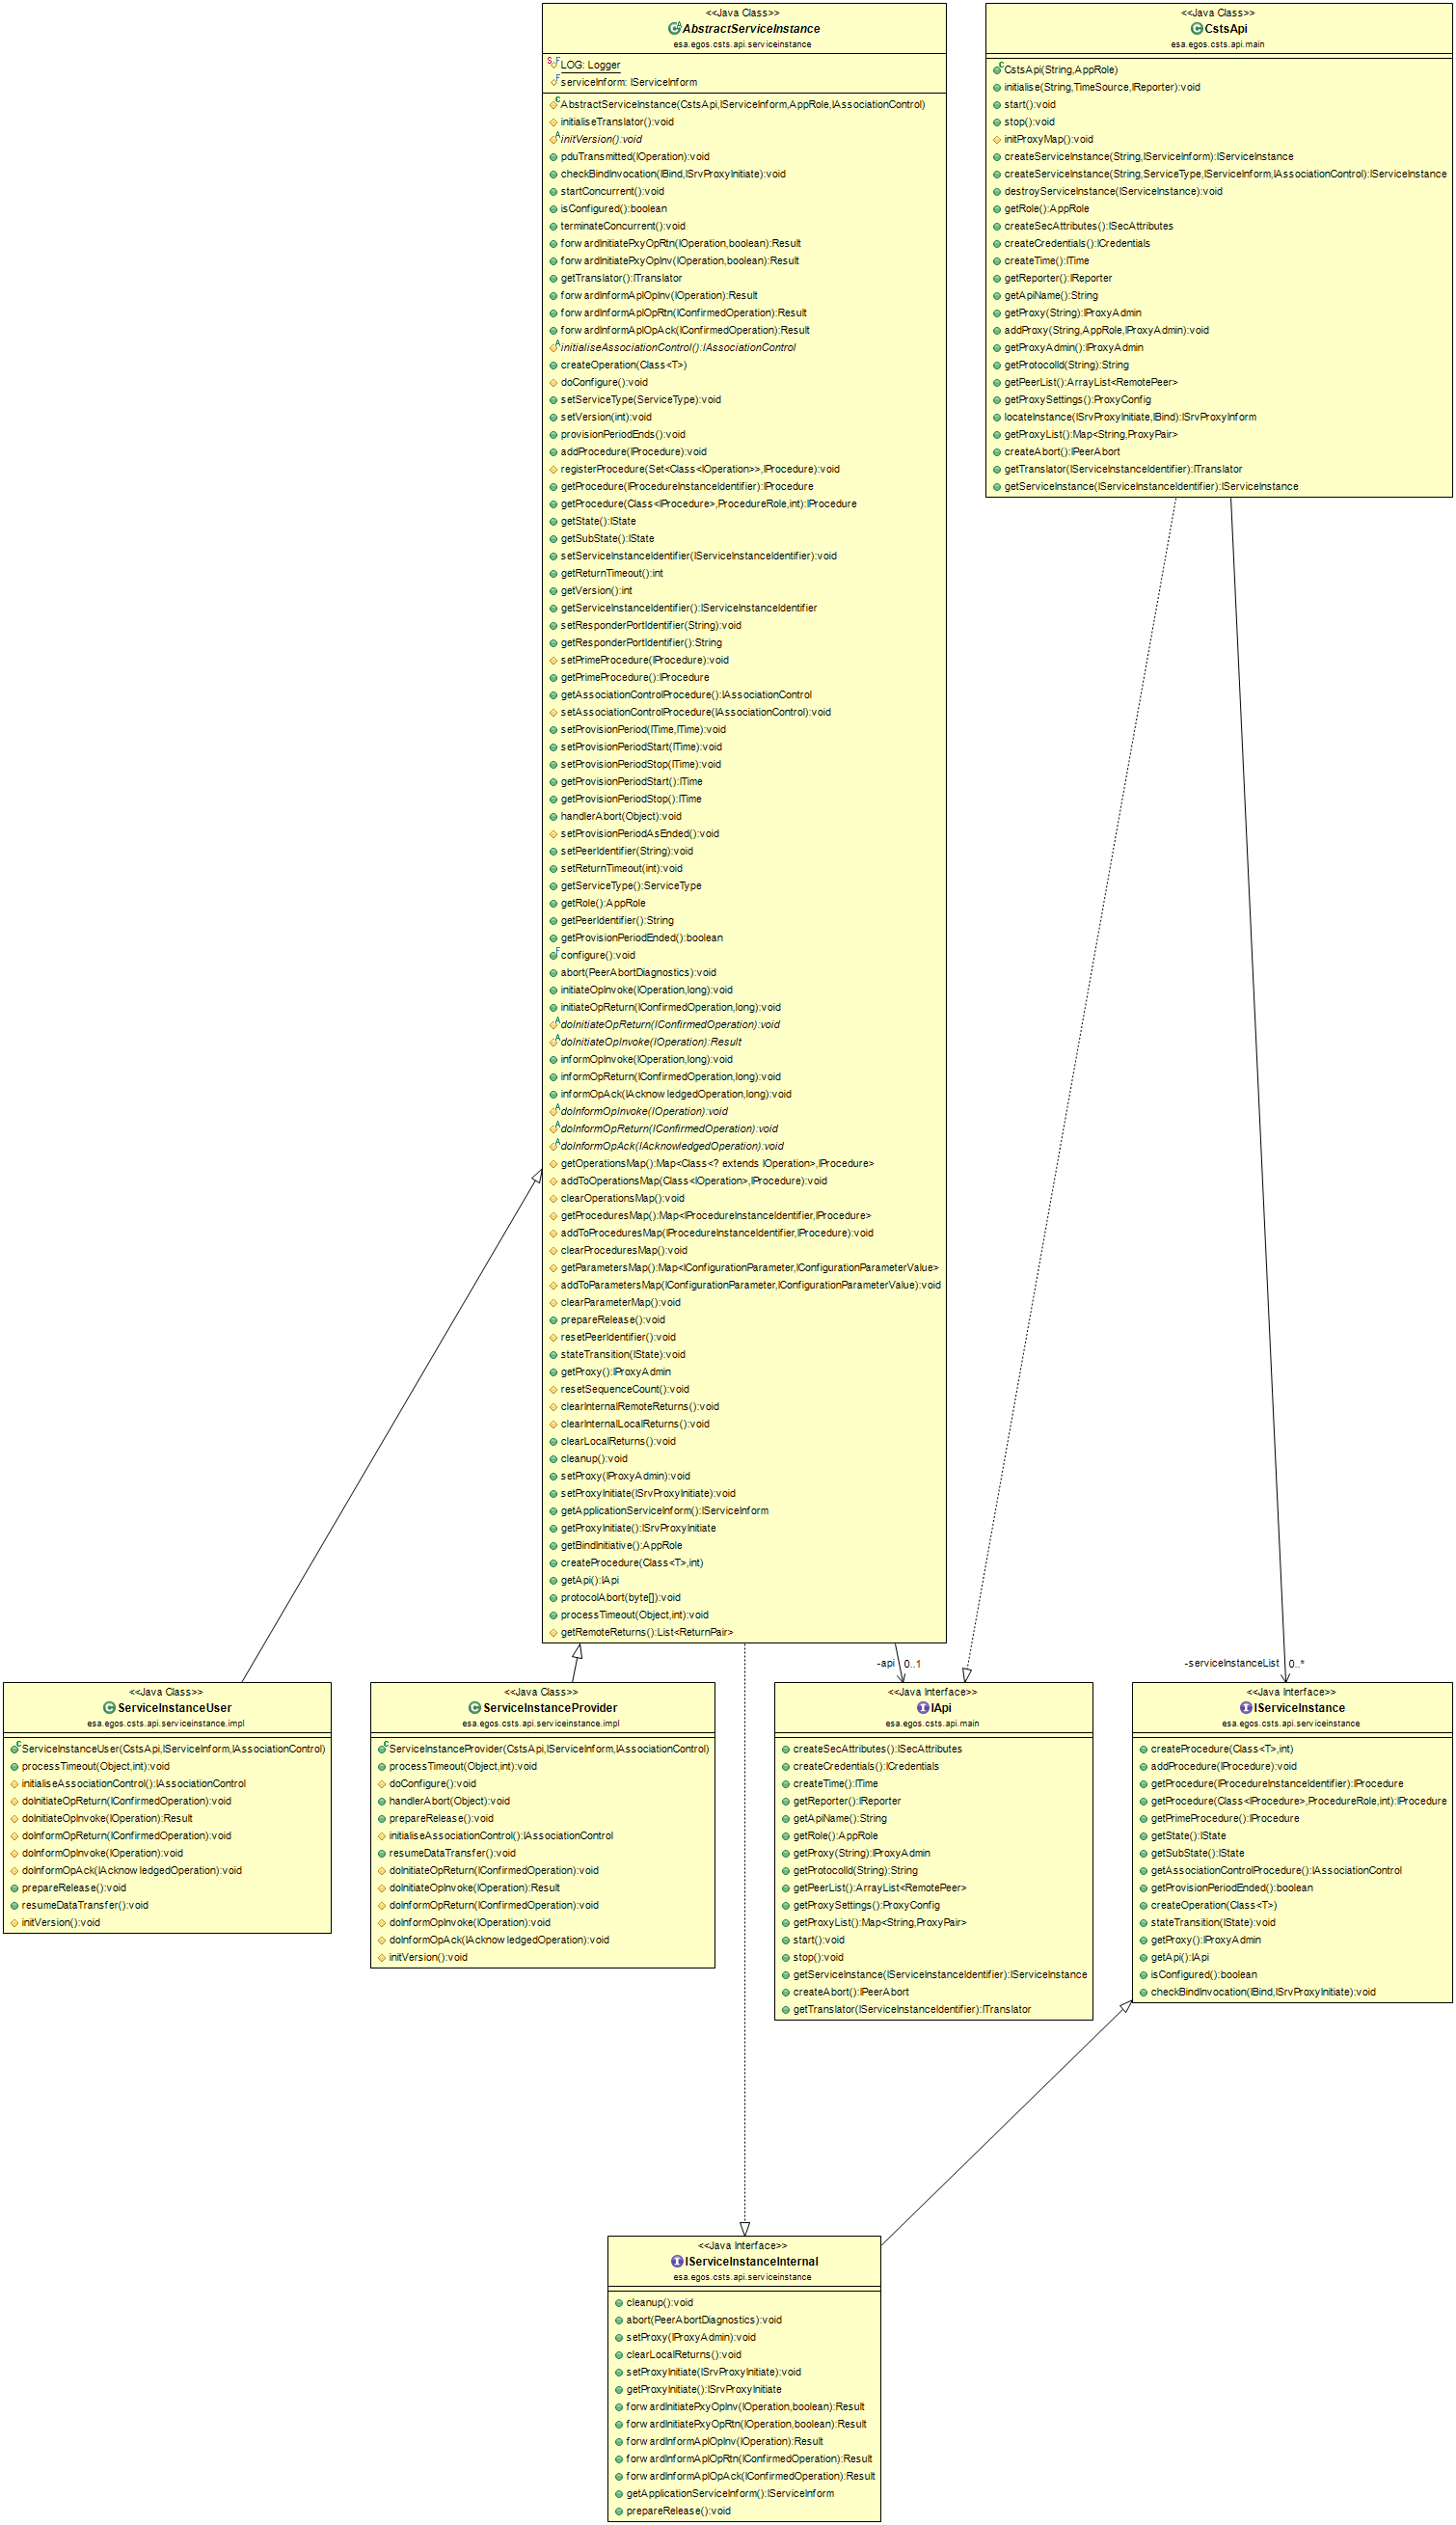 <<Java Class>>
AbstractServiceInstance
esa.egos.csts.api.serviceinstance
LOG: Logger
serviceInform: IServiceInform
AbstractServiceInstance(CstsApi,IServiceInform,AppRole,IAssociationControl)
initialiseTranslator():void
initVersion():void
pduTransmitted(IOperation):void
checkBindInvocation(IBind,ISrvProxyInitiate):void
startConcurrent():void
isConfigured():boolean
terminateConcurrent():void
forwardInitiatePxyOpRtn(IOperation,boolean):Result
forwardInitiatePxyOpInv(IOperation,boolean):Result
getTranslator():ITranslator
forwardInformAplOpInv(IOperation):Result
forwardInformAplOpRtn(IConfirmedOperation):Result
forwardInformAplOpAck(IConfirmedOperation):Result
initialiseAssociationControl():IAssociationControl
createOperation(Class<T>)
doConfigure():void
setServiceType(ServiceType):void
setVersion(int):void
provisionPeriodEnds():void
addProcedure(IProcedure):void
registerProcedure(Set<Class<IOperation>>,IProcedure):void
getProcedure(IProcedureInstanceIdentifier):IProcedure
getProcedure(Class<IProcedure>,ProcedureRole,int):IProcedure
getState():IState
getSubState():IState
setServiceInstanceIdentifier(IServiceInstanceIdentifier):void
getReturnTimeout():int
getVersion():int
getServiceInstanceIdentifier():IServiceInstanceIdentifier
setResponderPortIdentifier(String):void
getResponderPortIdentifier():String
setPrimeProcedure(IProcedure):void
getPrimeProcedure():IProcedure
getAssociationControlProcedure():IAssociationControl
setAssociationControlProcedure(IAssociationControl):void
setProvisionPeriod(ITime,ITime):void
setProvisionPeriodStart(ITime):void
setProvisionPeriodStop(ITime):void
getProvisionPeriodStart():ITime
getProvisionPeriodStop():ITime
handlerAbort(Object):void
setProvisionPeriodAsEnded():void
setPeerIdentifier(String):void
setReturnTimeout(int):void
getServiceType():ServiceType
getRole():AppRole
getPeerIdentifier():String
getProvisionPeriodEnded():boolean
configure():void
abort(PeerAbortDiagnostics):void
initiateOpInvoke(IOperation,long):void
initiateOpReturn(IConfirmedOperation,long):void
doInitiateOpReturn(IConfirmedOperation):void
doInitiateOpInvoke(IOperation):Result
informOpInvoke(IOperation,long):void
informOpReturn(IConfirmedOperation,long):void
informOpAck(IAcknowledgedOperation,long):void
doInformOpInvoke(IOperation):void
doInformOpReturn(IConfirmedOperation):void
doInformOpAck(IAcknowledgedOperation):void
getOperationsMap():Map<Class<? extends IOperation>,IProcedure>
addToOperationsMap(Class<IOperation>,IProcedure):void
clearOperationsMap():void
getProceduresMap():Map<IProcedureInstanceIdentifier,IProcedure>
addToProceduresMap(IProcedureInstanceIdentifier,IProcedure):void
clearProceduresMap():void
getParametersMap():Map<IConfigurationParameter,IConfigurationParameterValue>
addToParametersMap(IConfigurationParameter,IConfigurationParameterValue):void
clearParameterMap():void
prepareRelease():void
resetPeerIdentifier():void
stateTransition(IState):void
getProxy():IProxyAdmin
resetSequenceCount():void
clearInternalRemoteReturns():void
clearInternalLocalReturns():void
clearLocalReturns():void
cleanup():void
setProxy(IProxyAdmin):void
setProxyInitiate(ISrvProxyInitiate):void
getApplicationServiceInform():IServiceInform
getProxyInitiate():ISrvProxyInitiate
getBindInitiative():AppRole
createProcedure(Class<T>,int)
getApi():IApi
protocolAbort(byte[]):void
processTimeout(Object,int):void
getRemoteReturns():List<ReturnPair>
<<Java Class>>
CstsApi
esa.egos.csts.api.main
CstsApi(String,AppRole)
initialise(String,TimeSource,IReporter):void
start():void
stop():void
initProxyMap():void
createServiceInstance(String,IServiceInform):IServiceInstance
createServiceInstance(String,ServiceType,IServiceInform,IAssociationControl):IServiceInstance
destroyServiceInstance(IServiceInstance):void
getRole():AppRole
createSecAttributes():ISecAttributes
createCredentials():ICredentials
createTime():ITime
getReporter():IReporter
getApiName():String
getProxy(String):IProxyAdmin
addProxy(String,AppRole,IProxyAdmin):void
getProxyAdmin():IProxyAdmin
getProtocolId(String):String
getPeerList():ArrayList<RemotePeer>
getProxySettings():ProxyConfig
locateInstance(ISrvProxyInitiate,IBind):ISrvProxyInform
getProxyList():Map<String,ProxyPair>
createAbort():IPeerAbort
getTranslator(IServiceInstanceIdentifier):ITranslator
getServiceInstance(IServiceInstanceIdentifier):IServiceInstance
-api 0..1
-serviceInstanceList 0..*
<<Java Class>>
ServiceInstanceUser
esa.egos.csts.api.serviceinstance.impl
ServiceInstanceUser(CstsApi,IServiceInform,IAssociationControl)
processTimeout(Object,int):void
initialiseAssociationControl():IAssociationControl
doInitiateOpReturn(IConfirmedOperation):void
doInitiateOpInvoke(IOperation):Result
doInformOpReturn(IConfirmedOperation):void
doInformOpInvoke(IOperation):void
doInformOpAck(IAcknowledgedOperation):void
prepareRelease():void
resumeDataTransfer():void
initVersion():void
<<Java Class>>
ServiceInstanceProvider
esa.egos.csts.api.serviceinstance.impl
ServiceInstanceProvider(CstsApi,IServiceInform,IAssociationControl)
processTimeout(Object,int):void
doConfigure():void
handlerAbort(Object):void
prepareRelease():void
initialiseAssociationControl():IAssociationControl
resumeDataTransfer():void
doInitiateOpReturn(IConfirmedOperation):void
doInitiateOpInvoke(IOperation):Result
doInformOpReturn(IConfirmedOperation):void
doInformOpInvoke(IOperation):void
doInformOpAck(IAcknowledgedOperation):void
initVersion():void
<<Java Interface>>
IApi
esa.egos.csts.api.main
createSecAttributes():ISecAttributes
createCredentials():ICredentials
createTime():ITime
getReporter():IReporter
getApiName():String
getRole():AppRole
getProxy(String):IProxyAdmin
getProtocolId(String):String
getPeerList():ArrayList<RemotePeer>
getProxySettings():ProxyConfig
getProxyList():Map<String,ProxyPair>
start():void
stop():void
getServiceInstance(IServiceInstanceIdentifier):IServiceInstance
createAbort():IPeerAbort
getTranslator(IServiceInstanceIdentifier):ITranslator
<<Java Interface>>
IServiceInstance
esa.egos.csts.api.serviceinstance
createProcedure(Class<T>,int)
addProcedure(IProcedure):void
getProcedure(IProcedureInstanceIdentifier):IProcedure
getProcedure(Class<IProcedure>,ProcedureRole,int):IProcedure
getPrimeProcedure():IProcedure
getState():IState
getSubState():IState
getAssociationControlProcedure():IAssociationControl
getProvisionPeriodEnded():boolean
createOperation(Class<T>)
stateTransition(IState):void
getProxy():IProxyAdmin
getApi():IApi
isConfigured():boolean
checkBindInvocation(IBind,ISrvProxyInitiate):void
<<Java Interface>>
IServiceInstanceInternal
esa.egos.csts.api.serviceinstance
cleanup():void
abort(PeerAbortDiagnostics):void
setProxy(IProxyAdmin):void
clearLocalReturns():void
setProxyInitiate(ISrvProxyInitiate):void
getProxyInitiate():ISrvProxyInitiate
forwardInitiatePxyOpInv(IOperation,boolean):Result
forwardInitiatePxyOpRtn(IOperation,boolean):Result
forwardInformAplOpInv(IOperation):Result
forwardInformAplOpRtn(IConfirmedOperation):Result
forwardInformAplOpAck(IConfirmedOperation):Result
getApplicationServiceInform():IServiceInform
prepareRelease():void